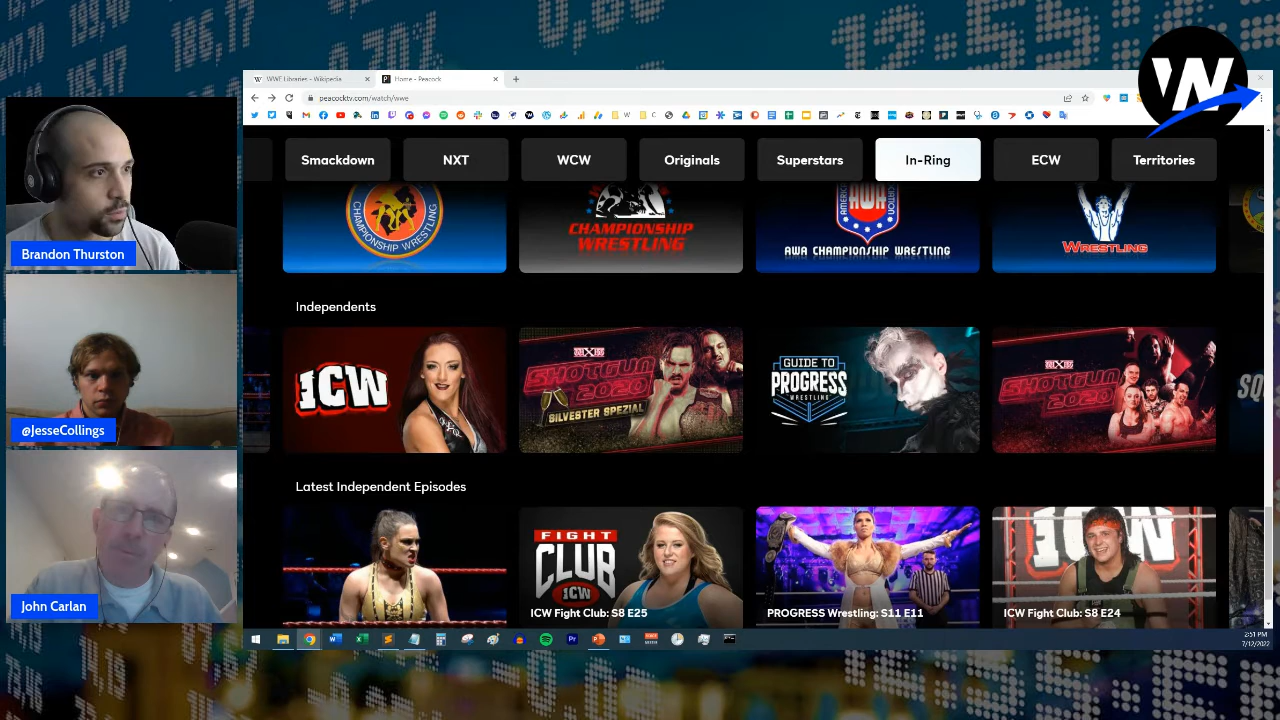 WWE Libraries - Wikipedia
Home - Peacock
peacocktv.com/watch/wwe
W
Smackdown
NXT
WCW
Originals
Superstars
In-Ring
ECW
Territories
CHAMPIONSHIP WRESTLING
CHAMPIONSHIP
WRESTLING
AWA
AWA CHAMPIONSHIP WRESTLING
WRESTLING
Independents
ICW
SHOTGUN
2020
SILVESTER SPEZIAL
GUIDE TO
PROGRESS
WRESTLING
SHOTGUN
2020
Latest Independent Episodes
FIGHT
CLUB
ICW
ICW Fight Club: S8 E25
PROGRESS Wrestling: S11 E11
ICW Fight Club: S8 E24
Brandon Thurston
@JesseCollings
John Carlan
2:51 PM
7/12/2022